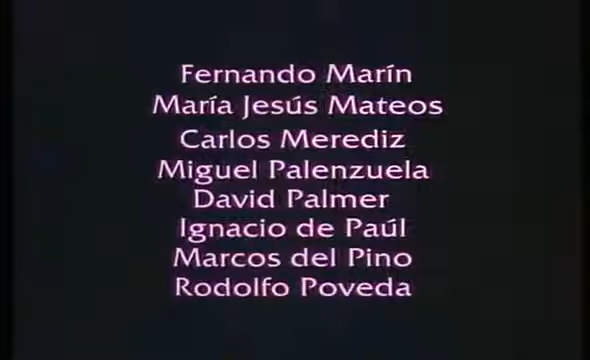 Fernando Marín
María Jesús Mateos
Carlos Merediz
Miguel Palenzuela
David Palmer
Ignacio de Paúl
Marcos del Pino
Rodolfo Poveda